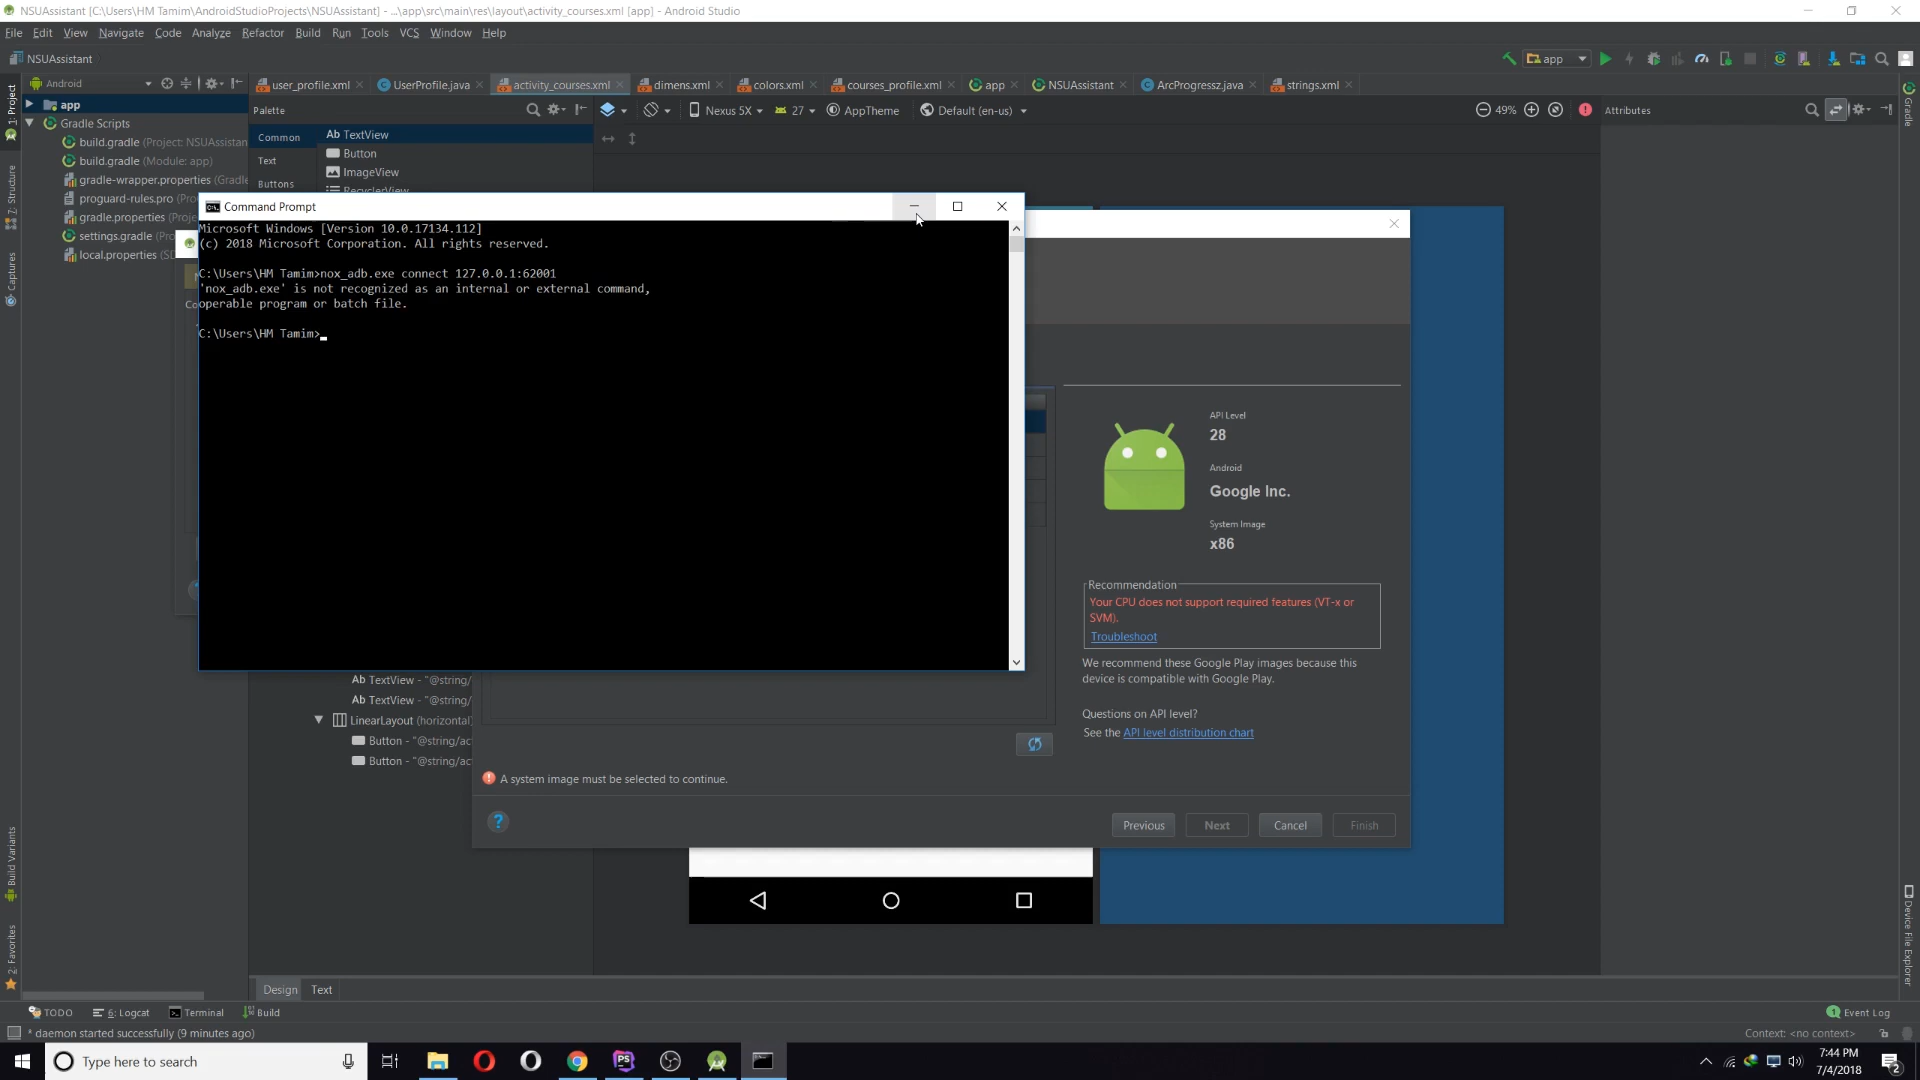 NSUAssistant [C:\Users\HM Tamim\AndroidStudioProjects\NSUAssistant] - ...\app\src\main\res\layout\activity_courses.xml [app] - Android Studio
File Edit View Navigate Code Analyze Refactor Build Run Tools VCS Window Help
NSUAssistant
app
Android
user_profile.xml
UserProfile.java
activity_courses.xml
dimens.xml
colors.xml
courses_profile.xml
app
NSUAssistant
ArcProgressz.java
strings.xml
1: Project
7: Structure
Captures
Build Variants
2: Favorites
Gradle
Device File Explorer
app
Gradle Scripts
build.gradle (Project: NSUAssistan
build.gradle (Module: app)
gradle-wrapper.properties (Gradle
proguard-rules.pro (Pro
gradle.properties (Proje
settings.gradle (Pro
local.properties (SD
Palette
Common
Text
Buttons
Ab TextView
Button
ImageView
RecyclerView
Nexus 5X
27
AppTheme
Default (en-us)
49%
Attributes
Command Prompt
Microsoft Windows [Version 10.0.17134.112]
(c) 2018 Microsoft Corporation. All rights reserved.
C:\Users\HM Tamim>nox_adb.exe connect 127.0.0.1:62001
'nox_adb.exe' is not recognized as an internal or external command,
operable program or batch file.
C:\Users\HM Tamim>
Co
API Level
28
Android
Google Inc.
System Image
x86
Recommendation
Your CPU does not support required features (VT-x or
SVM).
Troubleshoot
We recommend these Google Play images because this
device is compatible with Google Play.
Questions on API level?
See the API level distribution chart
Ab TextView - "@string/
Ab TextView - "@string/
LinearLayout (horizontal)
Button - "@string/ac
Button - "@string/ac
A system image must be selected to continue.
?
Previous
Next
Cancel
Finish
Design
Text
TODO
6: Logcat
Terminal
Build
1 Event Log
* daemon started successfully (9 minutes ago)
Context: <no context>
Type here to search
PS
7:44 PM
7/4/2018
2